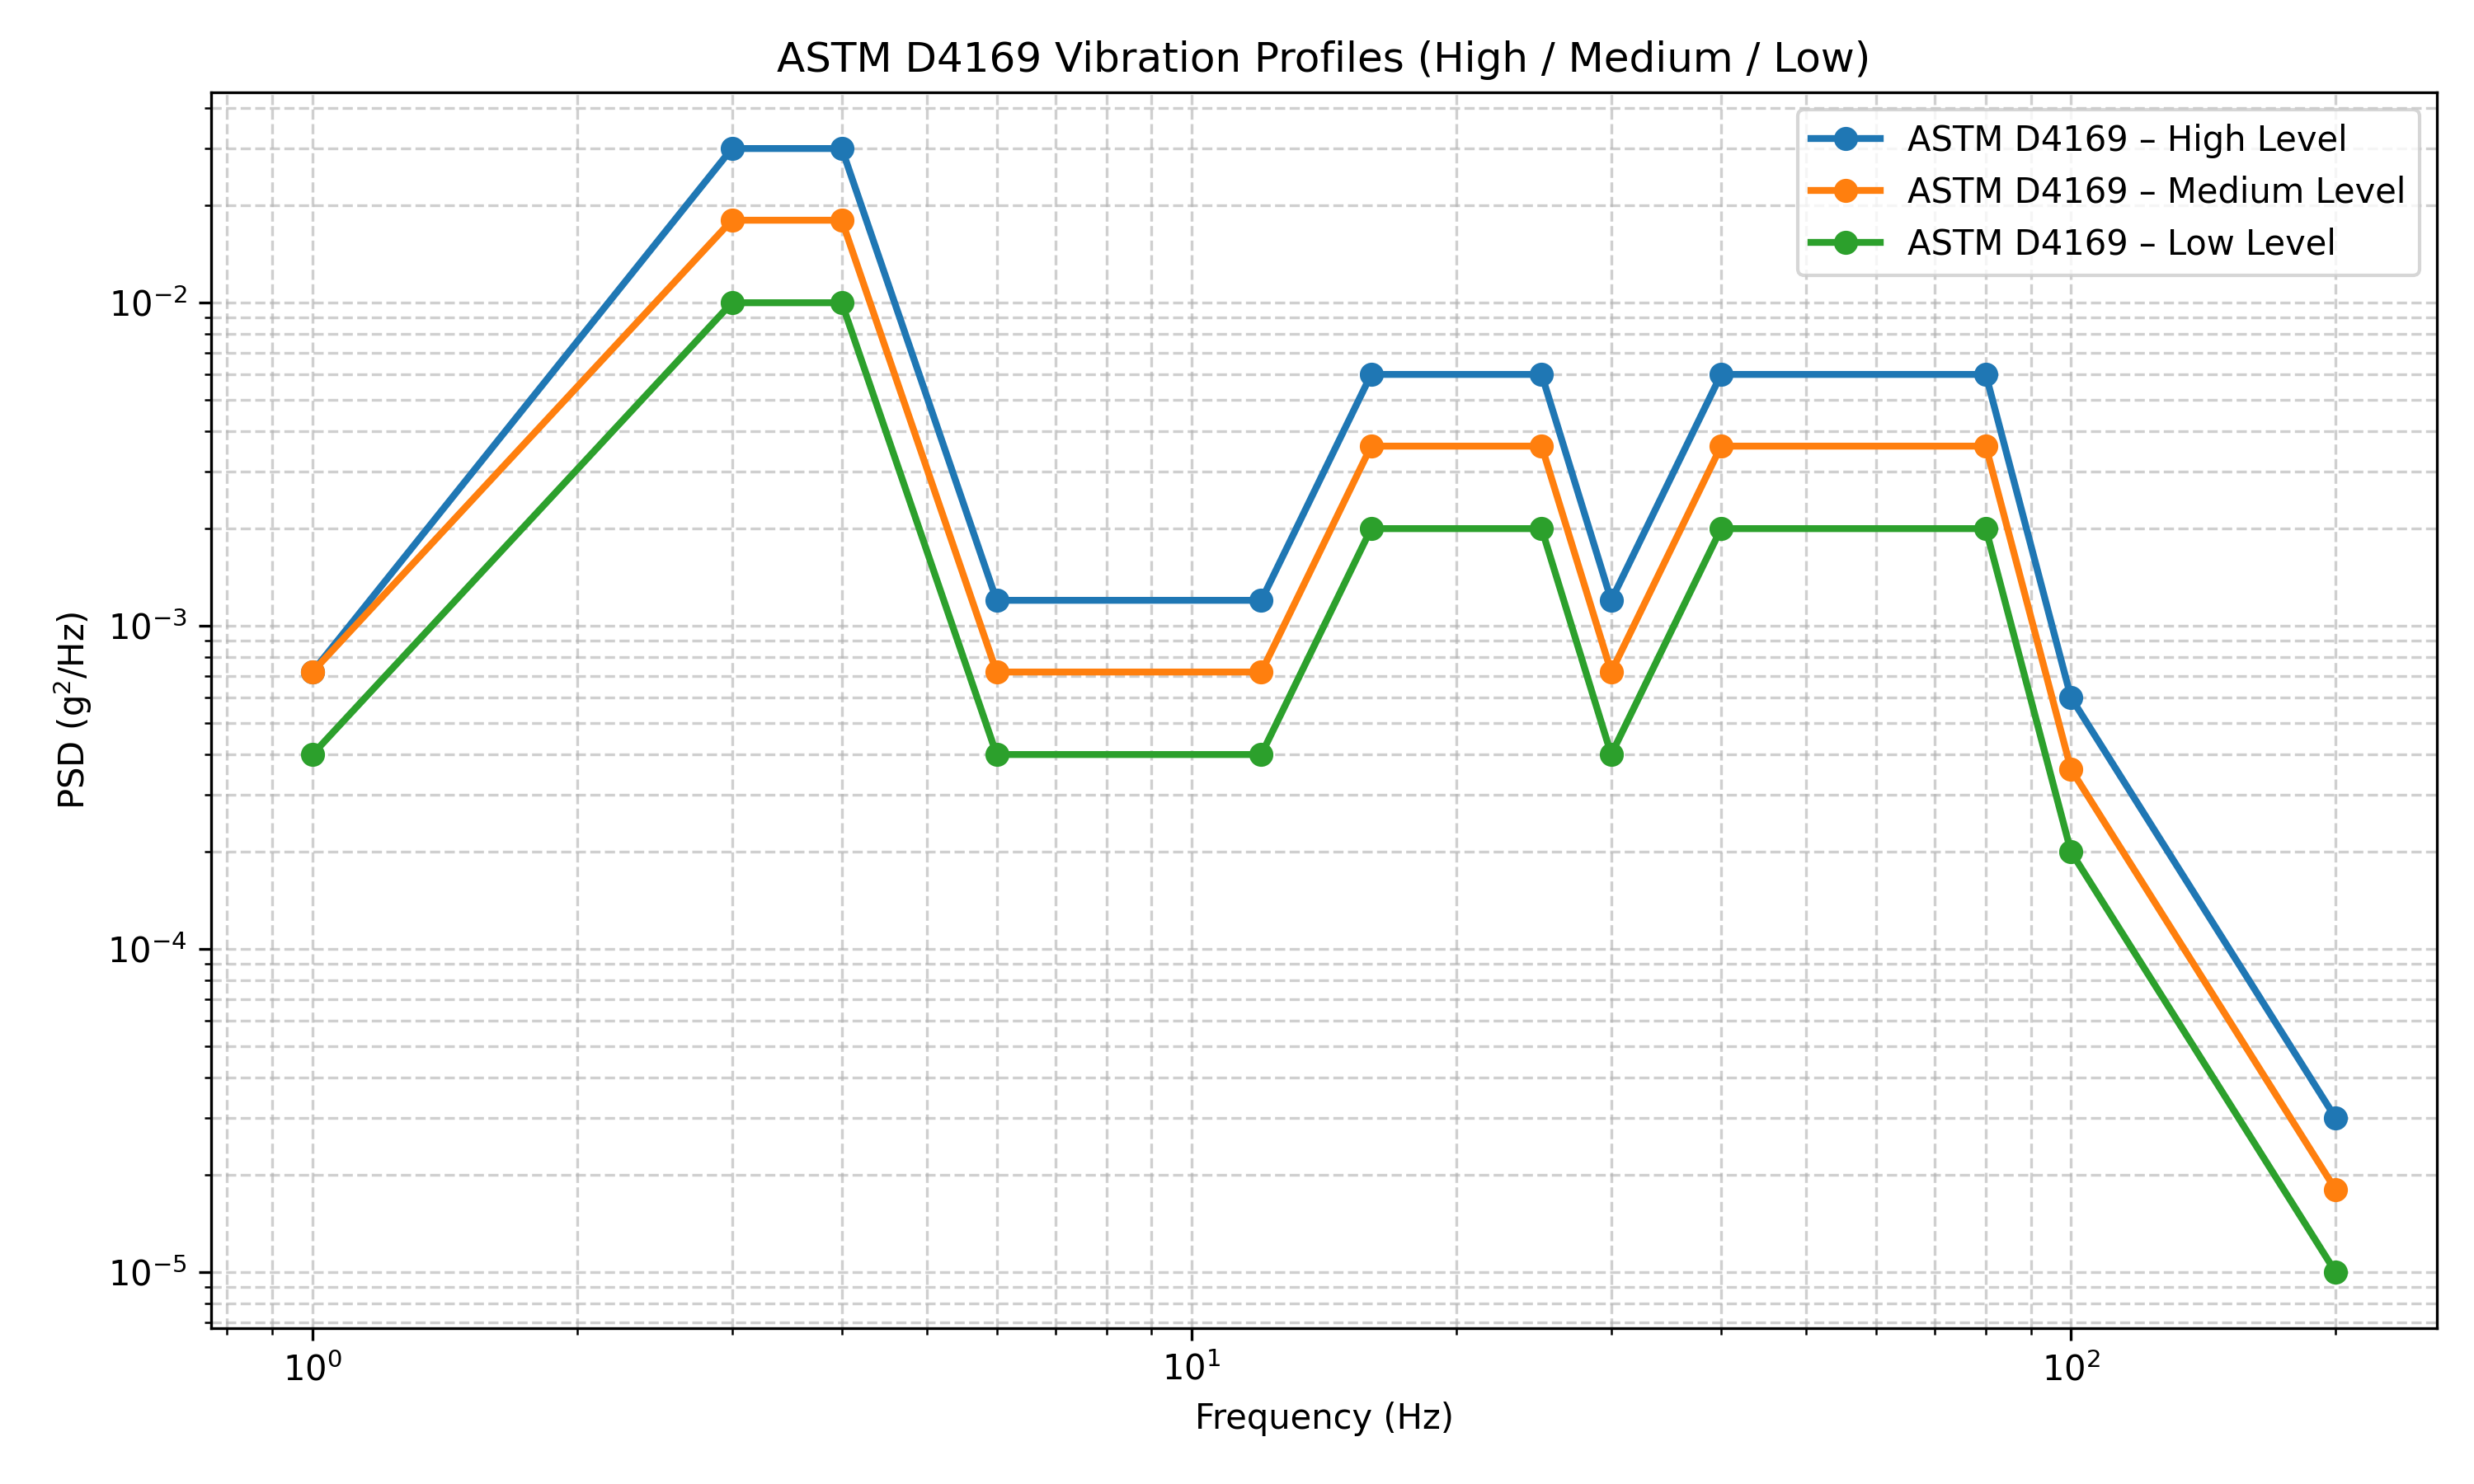 ASTM D4169 Vibration Profiles (High / Medium / Low)
ASTM D4169 – High Level
ASTM D4169 – Medium Level
ASTM D4169 – Low Level
PSD (g²/Hz)
10⁻²
10⁻³
10⁻⁴
10⁻⁵
10⁰ 10¹ 10²
Frequency (Hz)